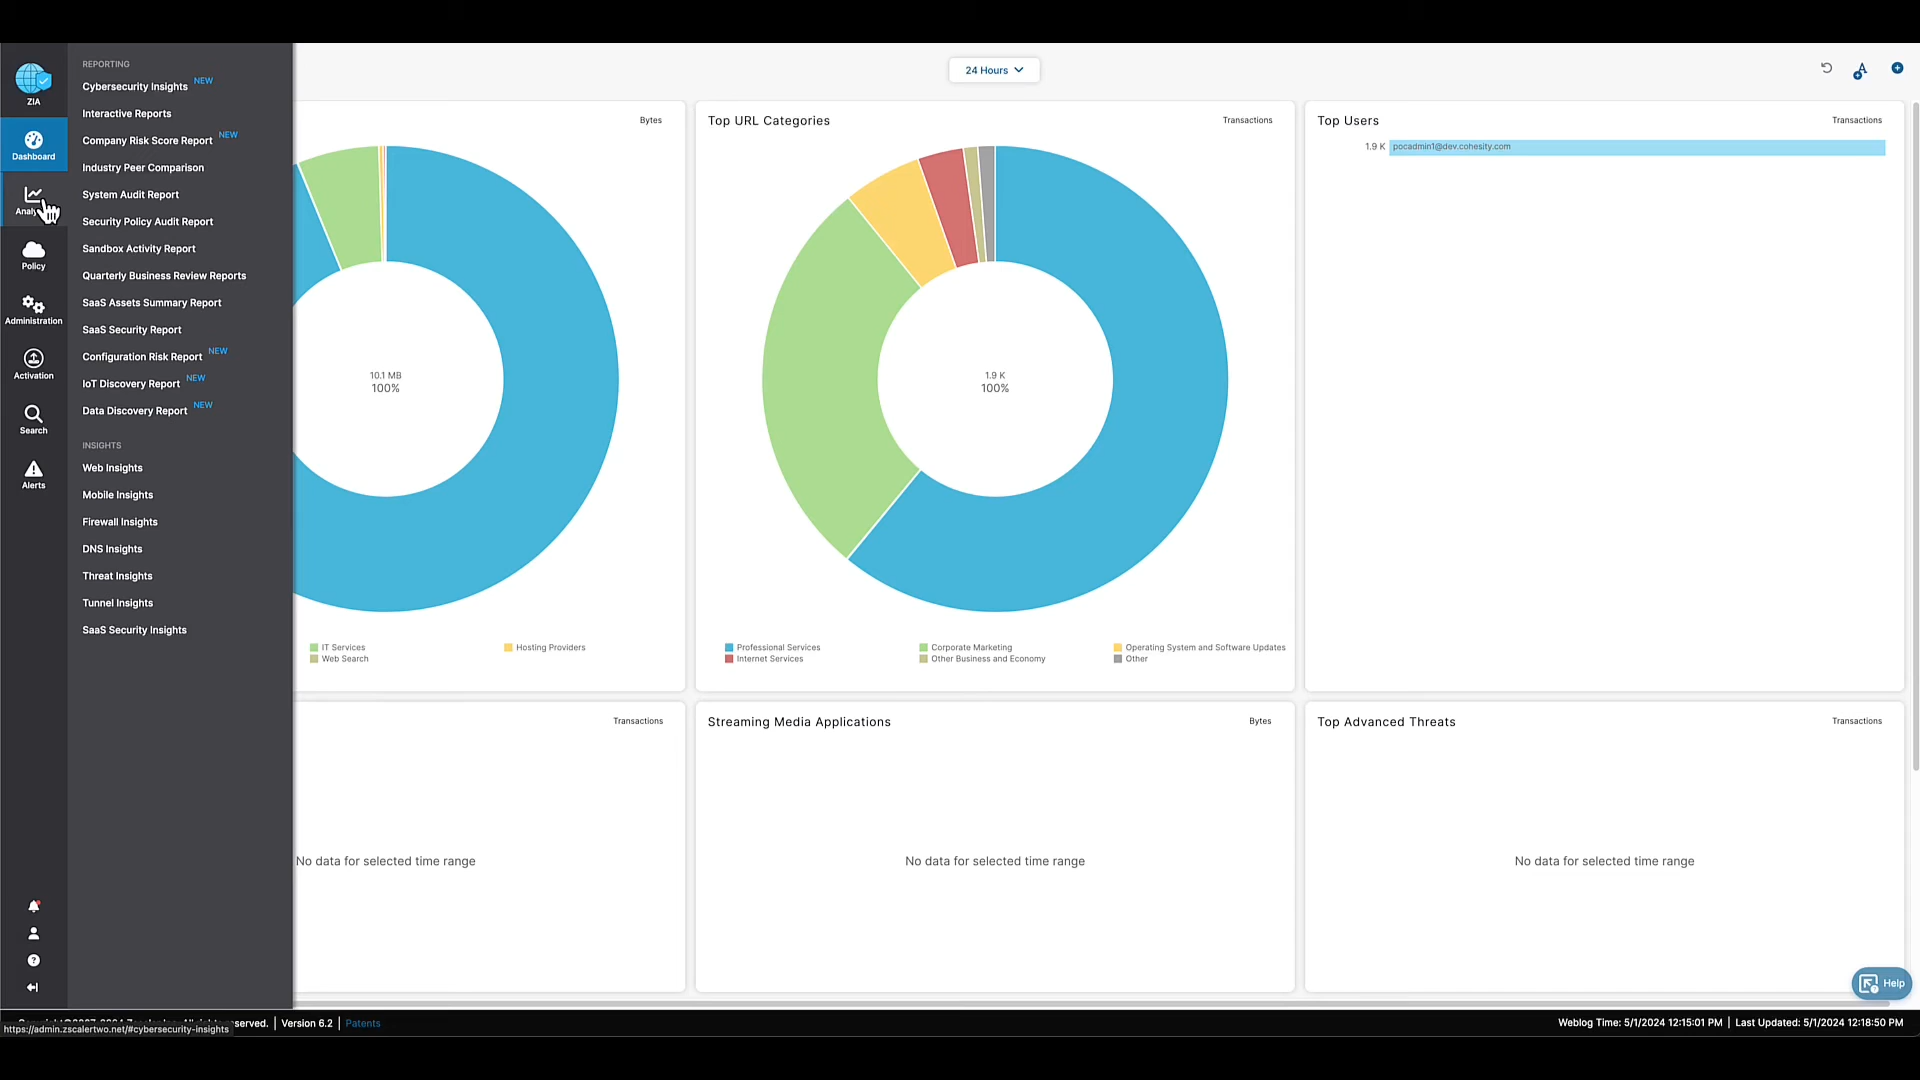 ZIA
Dashboard
Policy
Administration
Activation
Search
Alerts
REPORTING
Cybersecurity Insights NEW
Interactive Reports
Company Risk Score Report NEW
Industry Peer Comparison
System Audit Report
Security Policy Audit Report
Sandbox Activity Report
Quarterly Business Review Reports
SaaS Assets Summary Report
SaaS Security Report
Configuration Risk Report NEW
IoT Discovery Report NEW
Data Discovery Report NEW
INSIGHTS
Web Insights
Mobile Insights
Firewall Insights
DNS Insights
Threat Insights
Tunnel Insights
SaaS Security Insights
24 Hours
Bytes
10.1 MB
100%
IT Services
Hosting Providers
Web Search
Top URL Categories
Transactions
1.9 K
100%
Professional Services
Corporate Marketing
Operating System and Software Updates
Internet Services
Other Business and Economy
Other
Top Users
Transactions
1.9 K pocadmin1@dev.cohesity.com
Transactions
No data for selected time range
Streaming Media Applications
Bytes
No data for selected time range
Top Advanced Threats
Transactions
No data for selected time range
Help
Version 6.2 | Patents
https://admin.zscalertwo.net/#cybersecurity-insights
Weblog Time: 5/1/2024 12:15:01 PM | Last Updated: 5/1/2024 12:18:50 PM